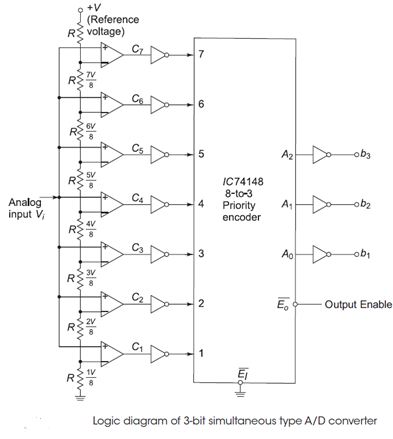 +V
(Reference
voltage)
R
C7
7
R 7V/8
C6
6
R 6V/8
C5
5
R 5V/8
Analog
input Vi
C4
4
R 4V/8
C3
3
R 3V/8
C2
2
R 2V/8
C1
1
R 1V/8
IC74148
8-to-3
Priority
encoder
A2
b3
A1
b2
A0
b1
Eo
Output Enable
EI
Logic diagram of 3-bit simultaneous type A/D converter